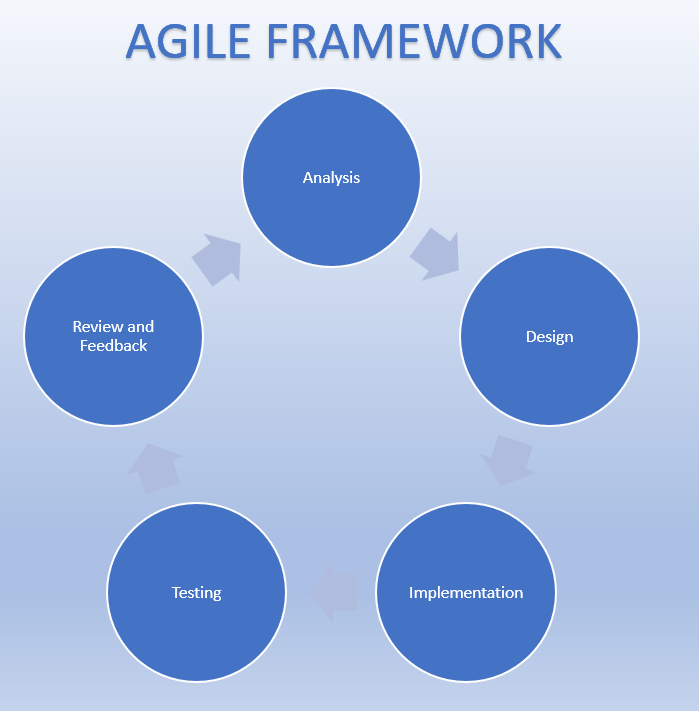 AGILE FRAMEWORK
Analysis
Design
Implementation
Testing
Review and
Feedback